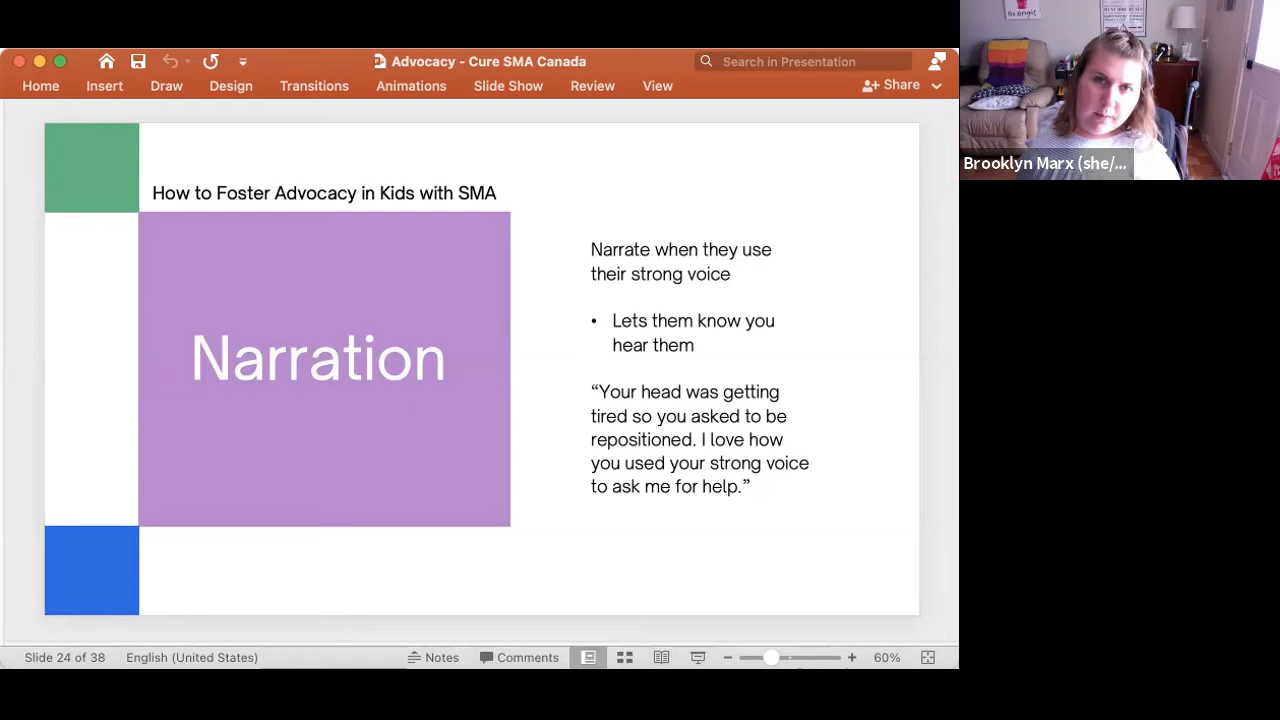 Advocacy - Cure SMA Canada
Search in Presentation
Home Insert Draw Design Transitions Animations Slide Show Review View Share
How to Foster Advocacy in Kids with SMA
Narration
Narrate when they use
their strong voice
• Lets them know you
hear them
“Your head was getting
tired so you asked to be
repositioned. I love how
you used your strong voice
to ask me for help.”
Slide 24 of 38 English (United States) Notes Comments 60%
Brooklyn Marx (she/...